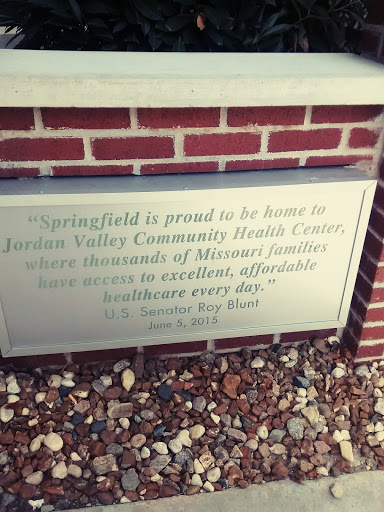 “Springfield is proud to be home to
Jordan Valley Community Health Center,
where thousands of Missouri families
have access to excellent, affordable
healthcare every day.”
U.S. Senator Roy Blunt
June 5, 2015